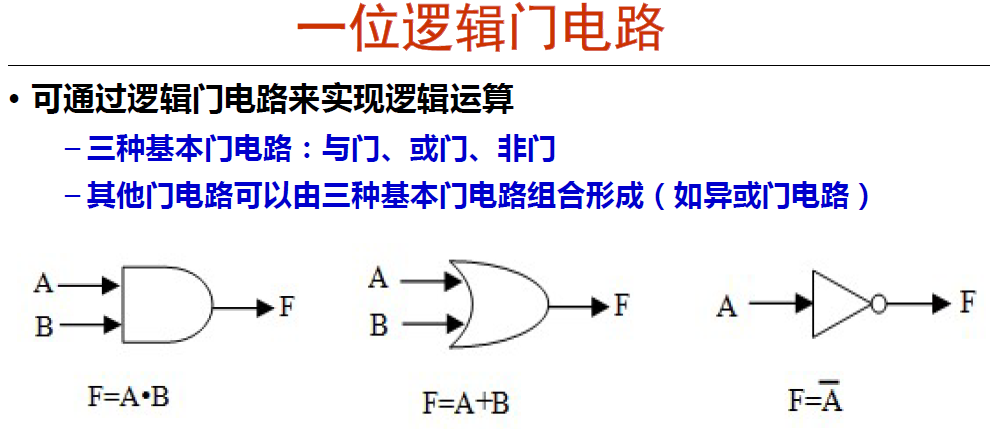 一位逻辑门电路
• 可通过逻辑门电路来实现逻辑运算
– 三种基本门电路：与门、或门、非门
– 其他门电路可以由三种基本门电路组合形成（如异或门电路）
A
B
F
F=A•B
A
B
F
F=A+B
A
F
F=A̅